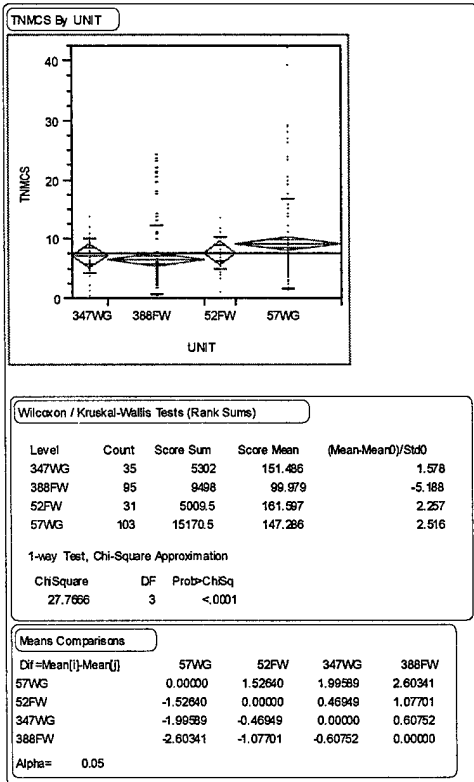 TNMCS By UNIT
40
30
TNMCS
20
10
0
347WG 388FW 52FW 57WG
UNIT
Wilcoxon / Kruskal-Wallis Tests (Rank Sums)
Level Count Score Sum Score Mean (Mean-Mean0)/Std0
347WG 35 5302 151.486 1.578
388FW 95 9498 99.979 -5.188
52FW 31 5009.5 161.597 2.257
57WG 103 15170.5 147.286 2.516
1-way Test, Chi-Square Approximation
ChiSquare DF Prob>ChiSq
27.7666 3 <.0001
Means Comparisons
Dif=Mean[i]-Mean[j] 57WG 52FW 347WG 388FW
57WG 0.00000 1.52640 1.99589 2.60341
52FW -1.52640 0.00000 0.46949 1.07701
347WG -1.99589 -0.46949 0.00000 0.60752
388FW -2.60341 -1.07701 -0.60752 0.00000
Alpha= 0.05